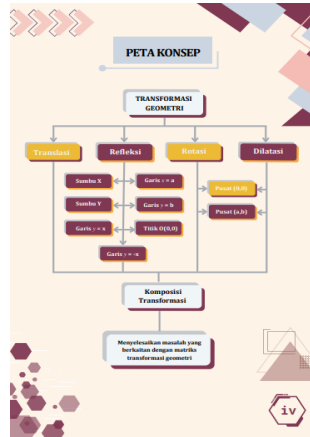 PETA KONSEP
TRANSFORMASI
GEOMETRI
Translasi
Refleksi
Rotasi
Dilatasi
Sumbu X
Garis x = a
Sumbu Y
Garis y = b
Garis y = x
Titik O(0,0)
Garis y = -x
Pusat (0,0)
Pusat (a,b)
Komposisi
Transformasi
Menyelesaikan masalah yang
berkaitan dengan matriks
transformasi geometri
iv